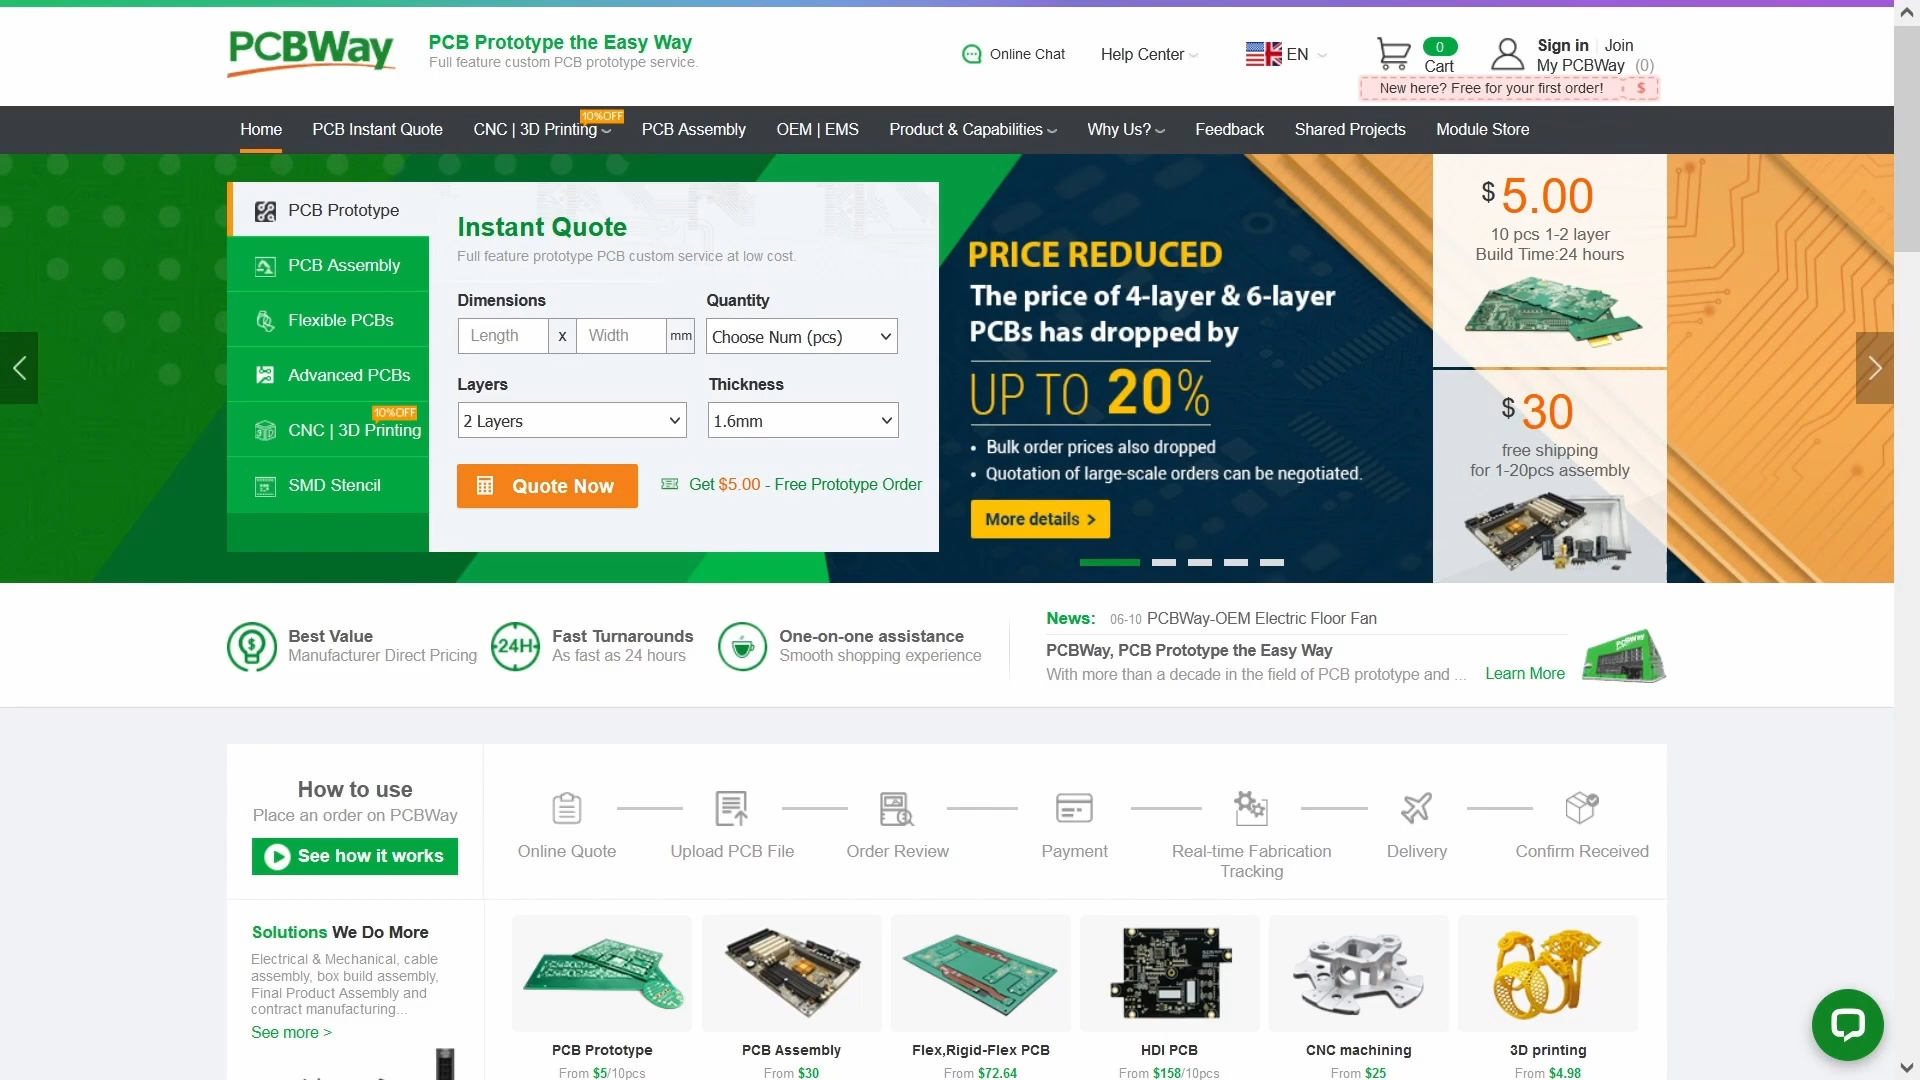 PCBWay
PCB Prototype the Easy Way
Full feature custom PCB prototype service.
Online Chat
Help Center
EN
0
Cart
Sign in
Join
My PCBWay (0)
New here? Free for your first order! $
Home
PCB Instant Quote
CNC | 3D Printing
10%OFF
PCB Assembly
OEM | EMS
Product & Capabilities
Why Us?
Feedback
Shared Projects
Module Store
PCB Prototype
PCB Assembly
Flexible PCBs
Advanced PCBs
10%OFF
CNC | 3D Printing
SMD Stencil
Instant Quote
Full feature prototype PCB custom service at low cost.
Dimensions
Quantity
Length x Width mm
Choose Num (pcs)
Layers
Thickness
2 Layers
1.6mm
Quote Now
Get $5.00 - Free Prototype Order
PRICE REDUCED
The price of 4-layer & 6-layer
PCBs has dropped by
UP TO 20%
• Bulk order prices also dropped
• Quotation of large-scale orders can be negotiated.
More details >
$ 5.00
10 pcs 1-2 layer
Build Time:24 hours
$ 30
free shipping
for 1-20pcs assembly
Best Value
Manufacturer Direct Pricing
24H
Fast Turnarounds
As fast as 24 hours
One-on-one assistance
Smooth shopping experience
News: 06-10 PCBWay-OEM Electric Floor Fan
PCBWay, PCB Prototype the Easy Way
With more than a decade in the field of PCB prototype and ...
Learn More
PCBWay
How to use
Place an order on PCBWay
See how it works
Online Quote
Upload PCB File
Order Review
Payment
Real-time Fabrication
Tracking
Delivery
Confirm Received
Solutions We Do More
Electrical & Mechanical, cable
assembly, box build assembly,
Final Product Assembly and
contract manufacturing...
See more >
PCB Prototype
From $5/10pcs
PCB Assembly
From $30
Flex,Rigid-Flex PCB
From $72.64
HDI PCB
From $158/10pcs
CNC machining
From $25
3D printing
From $4.98